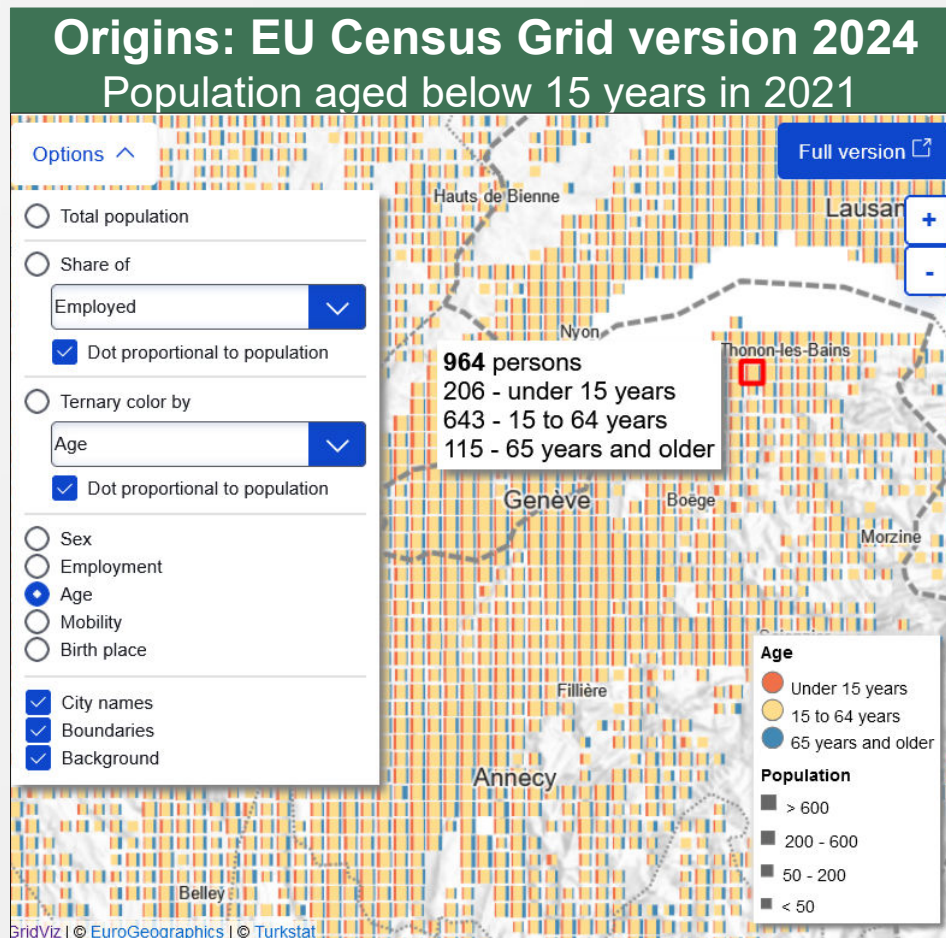 Origins: EU Census Grid version 2024
Population aged below 15 years in 2021
Options
Full version
Hauts de Bienne
Lausan
+
-
Total population
Share of
Employed
Dot proportional to population
Nyon
Thonon-les-Bains
964 persons
206 - under 15 years
643 - 15 to 64 years
115 - 65 years and older
Ternary color by
Age
Dot proportional to population
Genève
Boëge
Morzine
Sex
Employment
Age
Mobility
Birth place
City names
Boundaries
Background
Fillière
Annecy
Belley
Age
Under 15 years
15 to 64 years
65 years and older
Population
> 600
200 - 600
50 - 200
< 50
GridViz | © EuroGeographics | © Turkstat